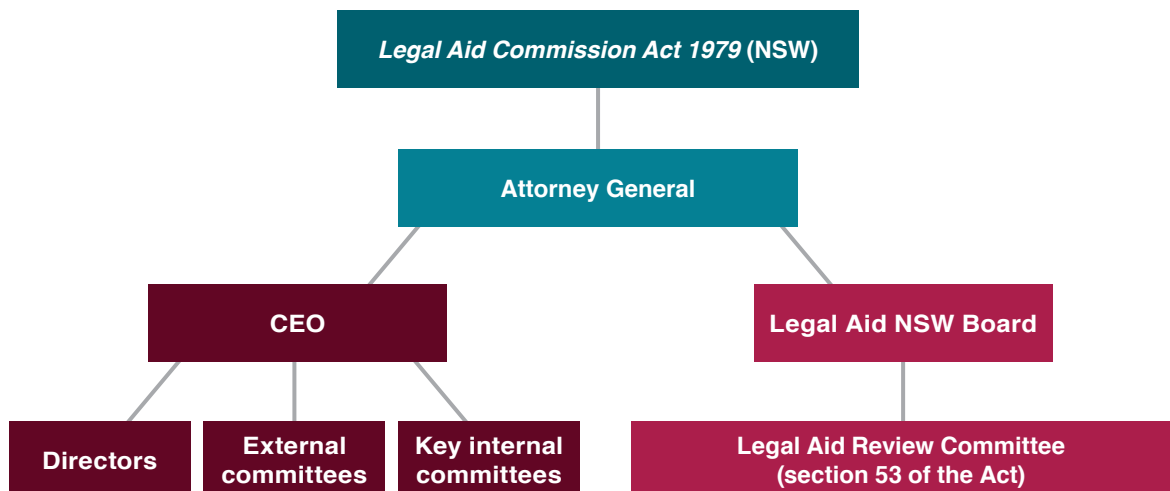 Legal Aid Commission Act 1979 (NSW)
Attorney General
CEO
Legal Aid NSW Board
Directors
External
committees
Key internal
committees
Legal Aid Review Committee
(section 53 of the Act)